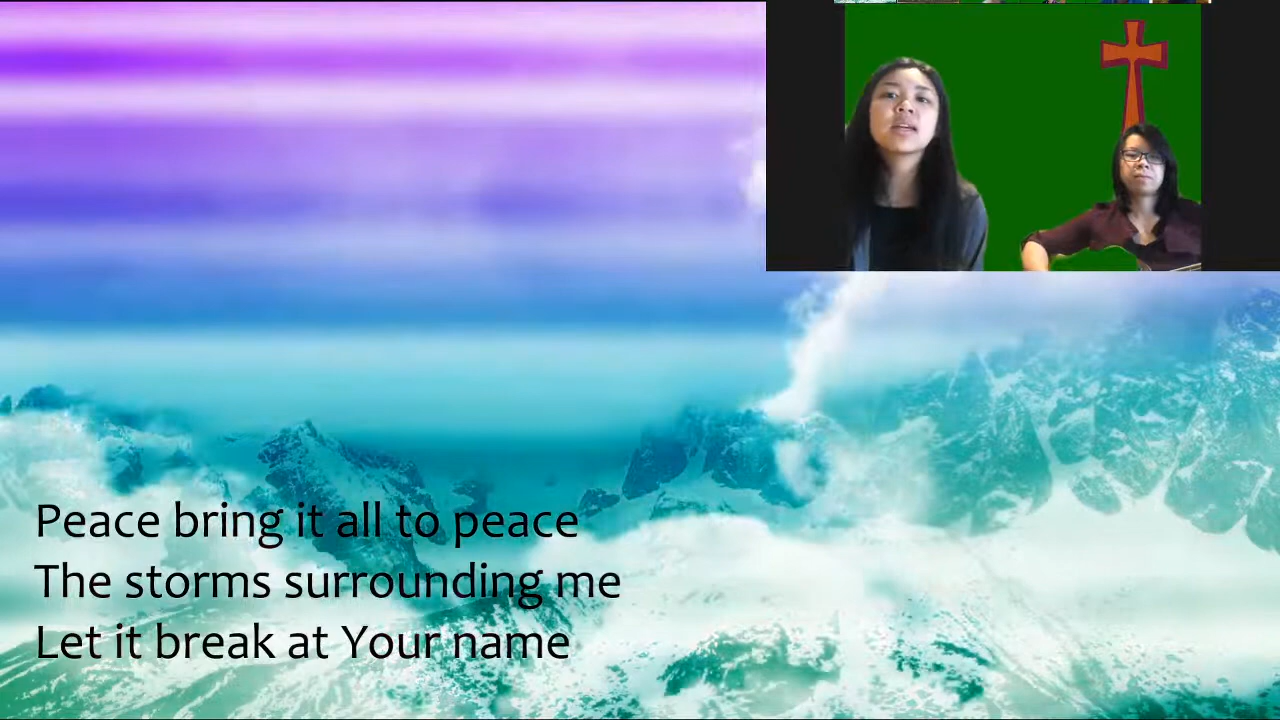 Peace bring it all to peace
The storms surrounding me
Let it break at Your name